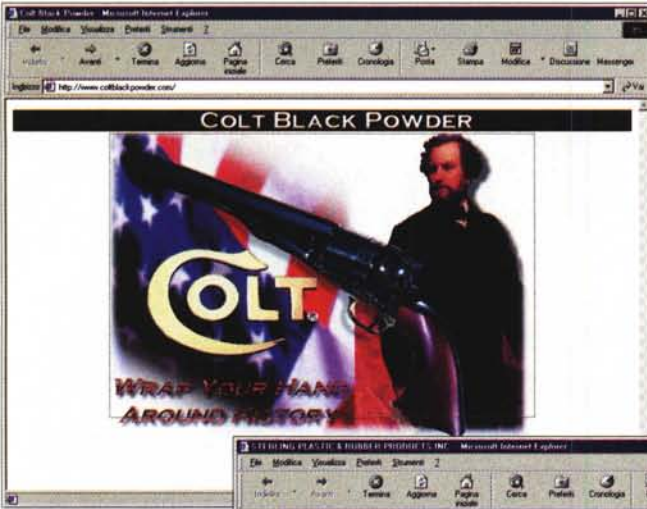 Colt Black Powder - Microsoft Internet Explorer
File Modifica Visualizza Preferiti Strumenti ?
Indietro Avanti Termina Aggiorna Pagina iniziale Cerca Preferiti Cronologia Posta Stampa Modifica Discussione Messenger
Indirizzo http://www.coltblackpowder.com/ Vai
COLT BLACK POWDER
COLT®
WRAP YOUR HAND
AROUND HISTORY
STERLING PLASTIC & RUBBER PRODUCTS INC. - Microsoft Internet Explorer
File Modifica Visualizza Preferiti Strumenti ?
Indietro Avanti Termina Aggiorna Pagina iniziale Cerca Preferiti Cronologia